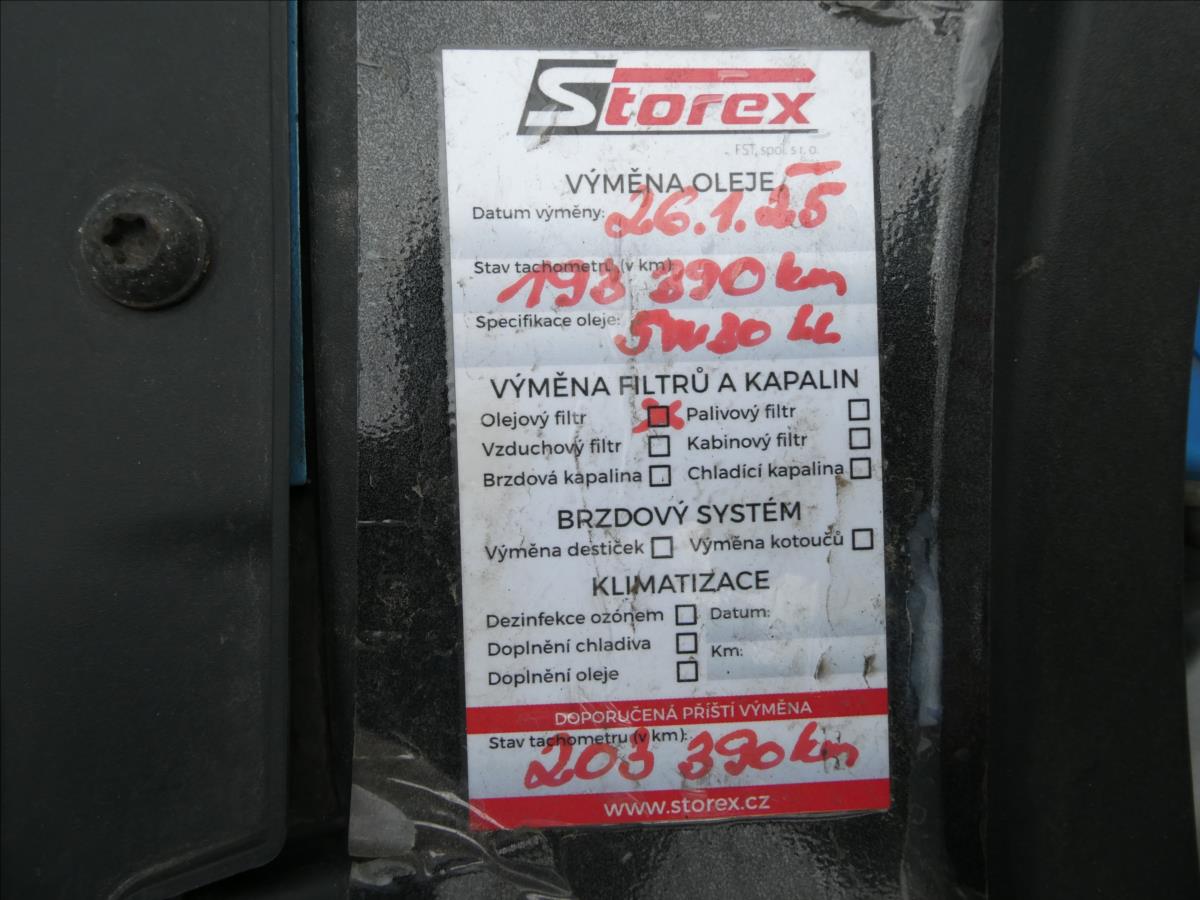 Storex
FST, spol. s r. o.
VÝMĚNA OLEJE
Datum výměny: 26.1.25
Stav tachometru (v km): 193 390 km
Specifikace oleje: 5W30 LL
VÝMĚNA FILTRŮ A KAPALIN
Olejový filtr Palivový filtr
Vzduchový filtr Kabinový filtr
Brzdová kapalina Chladící kapalina
BRZDOVÝ SYSTÉM
Výměna destiček Výměna kotoučů
KLIMATIZACE
Dezinfekce ozónem Datum:
Doplnění chladiva Km:
Doplnění oleje
DOPORUČENÁ PŘÍŠTÍ VÝMĚNA
Stav tachometru (v km): 203 390 km
www.storex.cz